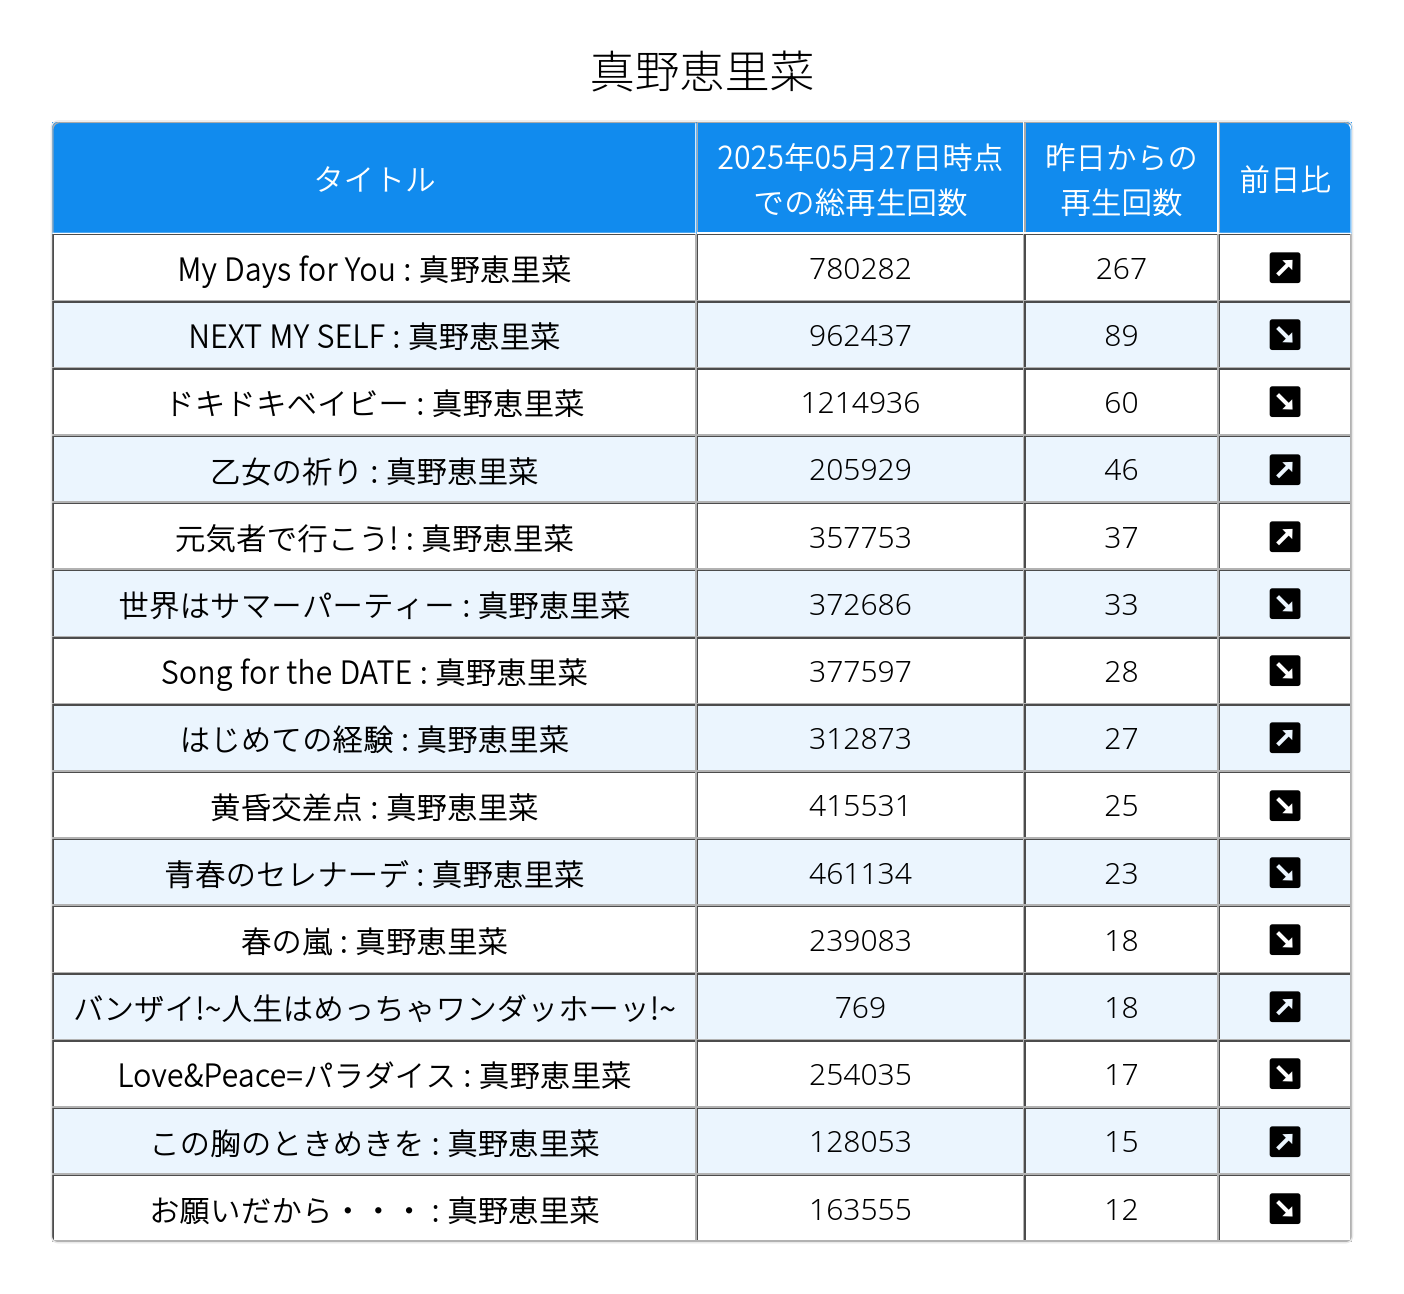 真野恵里菜
タイトル 2025年05月27日時点での総再生回数 昨日からの再生回数 前日比
My Days for You : 真野恵里菜 780282 267
NEXT MY SELF : 真野恵里菜 962437 89
ドキドキベイビー : 真野恵里菜 1214936 60
乙女の祈り : 真野恵里菜 205929 46
元気者で行こう! : 真野恵里菜 357753 37
世界はサマーパーティー : 真野恵里菜 372686 33
Song for the DATE : 真野恵里菜 377597 28
はじめての経験 : 真野恵里菜 312873 27
黄昏交差点 : 真野恵里菜 415531 25
青春のセレナーデ : 真野恵里菜 461134 23
春の嵐 : 真野恵里菜 239083 18
バンザイ!~人生はめっちゃワンダッホーッ!~ 769 18
Love&Peace=パラダイス : 真野恵里菜 254035 17
この胸のときめきを : 真野恵里菜 128053 15
お願いだから・・・ : 真野恵里菜 163555 12